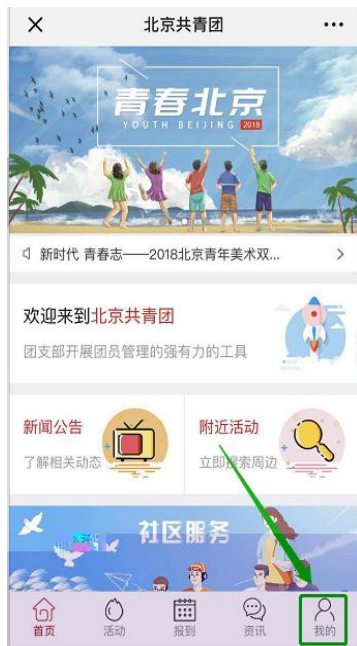 北京共青团
青春北京
YOUTH BEIJING 2018
新时代 青春志——2018北京青年美术双...
欢迎来到北京共青团
团支部开展团员管理的强有力的工具
新闻公告
了解相关动态
附近活动
立即搜索周边
社区服务
首页
活动
报到
资讯
我的